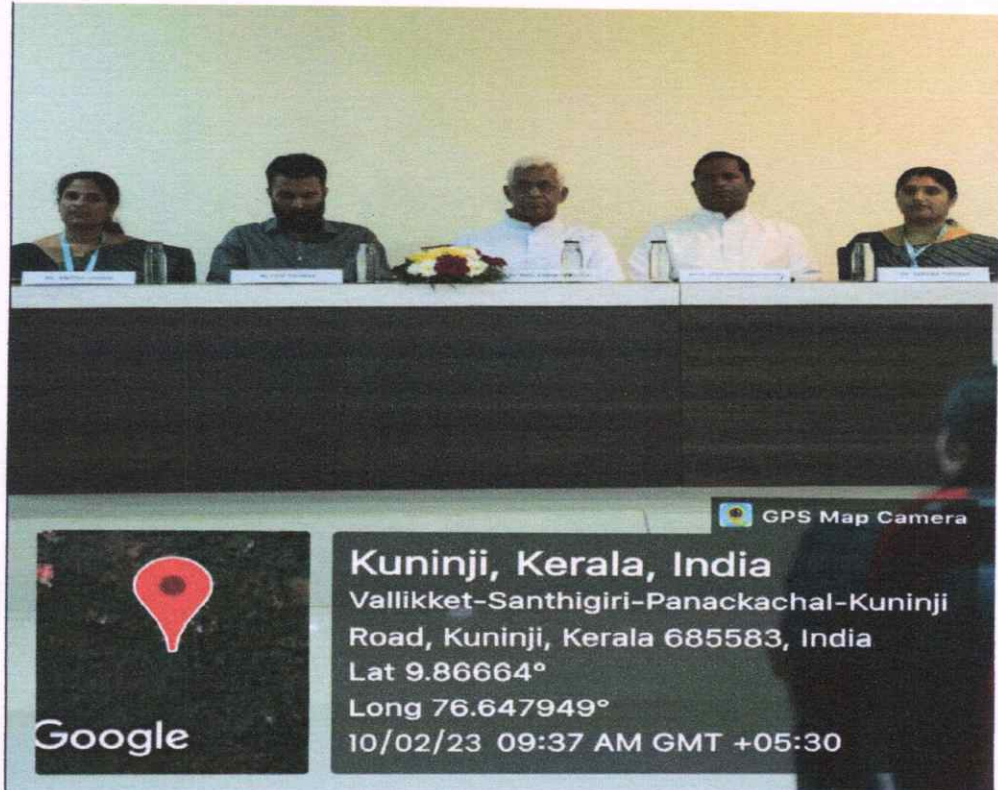 GPS Map Camera
Kuninji, Kerala, India
Vallikket-Santhigiri-Panackachal-Kuninji
Road, Kuninji, Kerala 685583, India
Lat 9.86664°
Long 76.647949°
10/02/23 09:37 AM GMT +05:30
Google